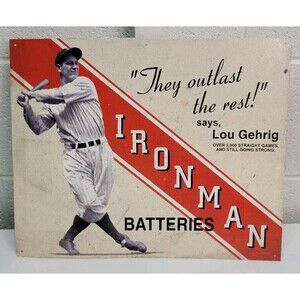 "They outlast
the rest!"
says,
Lou Gehrig
OVER 2,000 STRAIGHT GAMES,
AND STILL GOING STRONG.
IRONMAN
BATTERIES